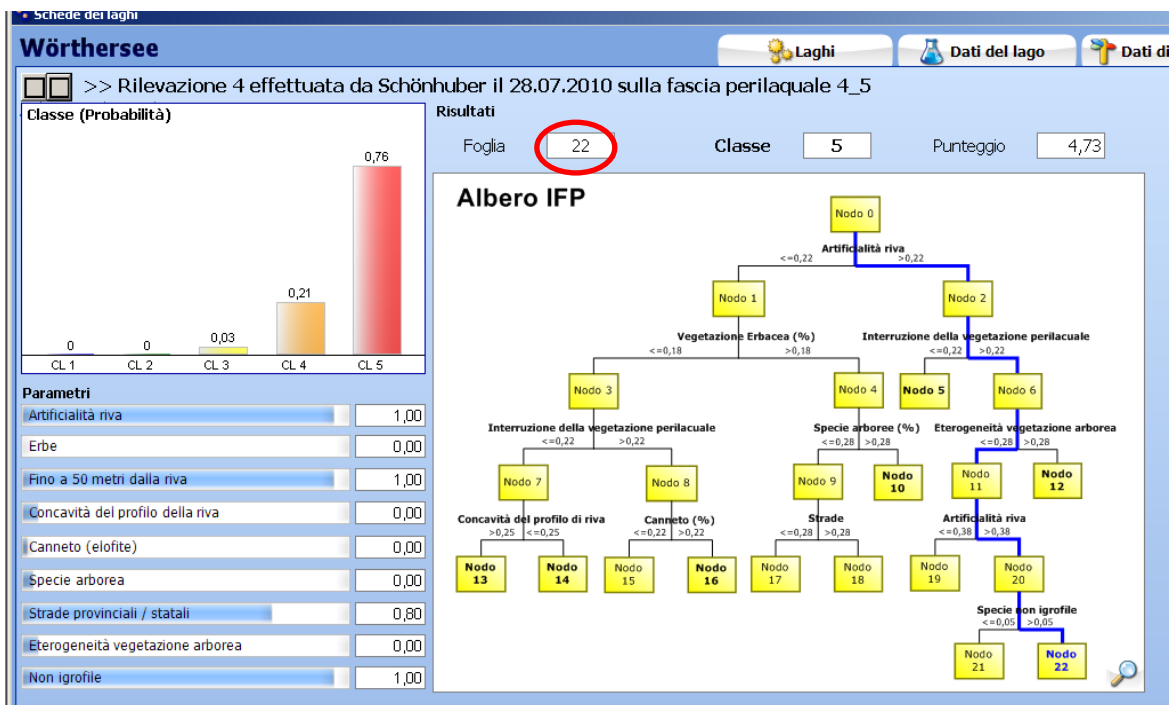 Schede dei laghi
Wörthersee
Laghi
Dati del lago
Dati di
>> Rilevazione 4 effettuata da Schönhuber il 28.07.2010 sulla fascia perilaquale 4_5
Classe (Probabilità)
0
0
0,03
0,21
0,76
CL 1
CL 2
CL 3
CL 4
CL 5
Parametri
Artificialità riva 1,00
Erbe 0,00
Fino a 50 metri dalla riva 1,00
Concavità del profilo della riva 0,00
Canneto (elofite) 0,00
Specie arborea 0,00
Strade provinciali / statali 0,80
Eterogeneità vegetazione arborea 0,00
Non igrofile 1,00
Risultati
Foglia 22 Classe 5 Punteggio 4,73
Albero IFP
Nodo 0
Artificialità riva
<=0,22 >0,22
Nodo 1
Nodo 2
Vegetazione Erbacea (%)
<=0,18 >0,18
Interruzione della vegetazione perilacuale
<=0,22 >0,22
Nodo 3
Nodo 4
Nodo 5
Nodo 6
Interruzione della vegetazione perilacuale
<=0,22 >0,22
Specie arboree (%)
<=0,28 >0,28
Eterogeneità vegetazione arborea
<=0,28 >0,28
Nodo 7
Nodo 8
Nodo 9
Nodo
10
Nodo
11
Nodo
12
Concavità del profilo di riva
>0,25 <=0,25
Canneto (%)
<=0,22 >0,22
Strade
<=0,28 >0,28
Artificialità riva
<=0,38 >0,38
Nodo
13
Nodo
14
Nodo
15
Nodo
16
Nodo
17
Nodo
18
Nodo
19
Nodo
20
Specie non igrofile
<=0,05 >0,05
Nodo
21
Nodo
22